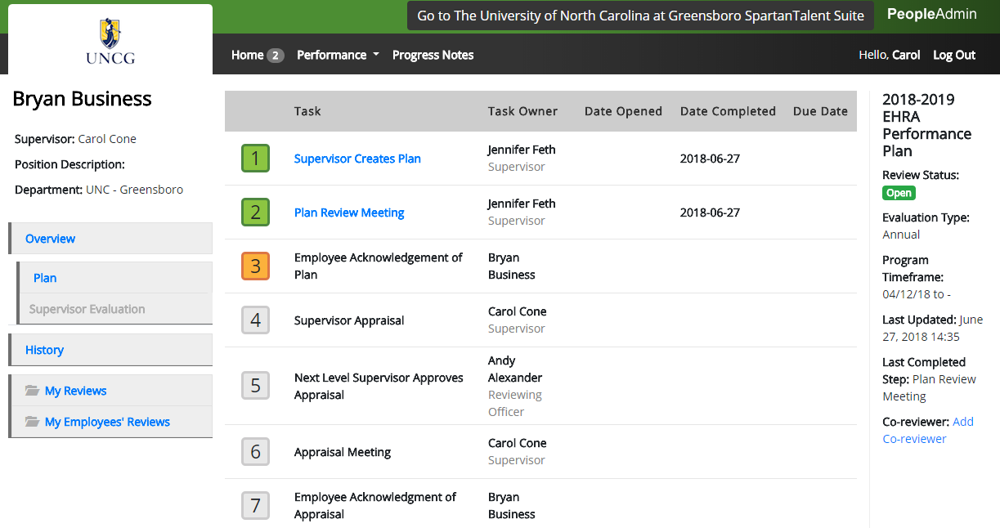 Go to The University of North Carolina at Greensboro SpartanTalent Suite
PeopleAdmin
UNCG
Home 2 Performance Progress Notes
Hello, Carol Log Out
Bryan Business
Supervisor: Carol Cone
Position Description:
Department: UNC - Greensboro
Overview
Plan
Supervisor Evaluation
History
My Reviews
My Employees' Reviews
Task Task Owner Date Opened Date Completed Due Date
1 Supervisor Creates Plan Jennifer Feth 2018-06-27
Supervisor
2 Plan Review Meeting Jennifer Feth 2018-06-27
Supervisor
3 Employee Acknowledgement of Bryan
Plan Business
4 Supervisor Appraisal Carol Cone
Supervisor
5 Next Level Supervisor Approves
Appraisal
Andy
Alexander
Reviewing
Officer
6 Appraisal Meeting Carol Cone
Supervisor
7 Employee Acknowledgment of Bryan
Appraisal Business
2018-2019
EHRA
Performance
Plan
Review Status:
Open
Evaluation Type:
Annual
Program
Timeframe:
04/12/18 to -
Last Updated: June
27, 2018 14:35
Last Completed
Step: Plan Review
Meeting
Co-reviewer: Add
Co-reviewer